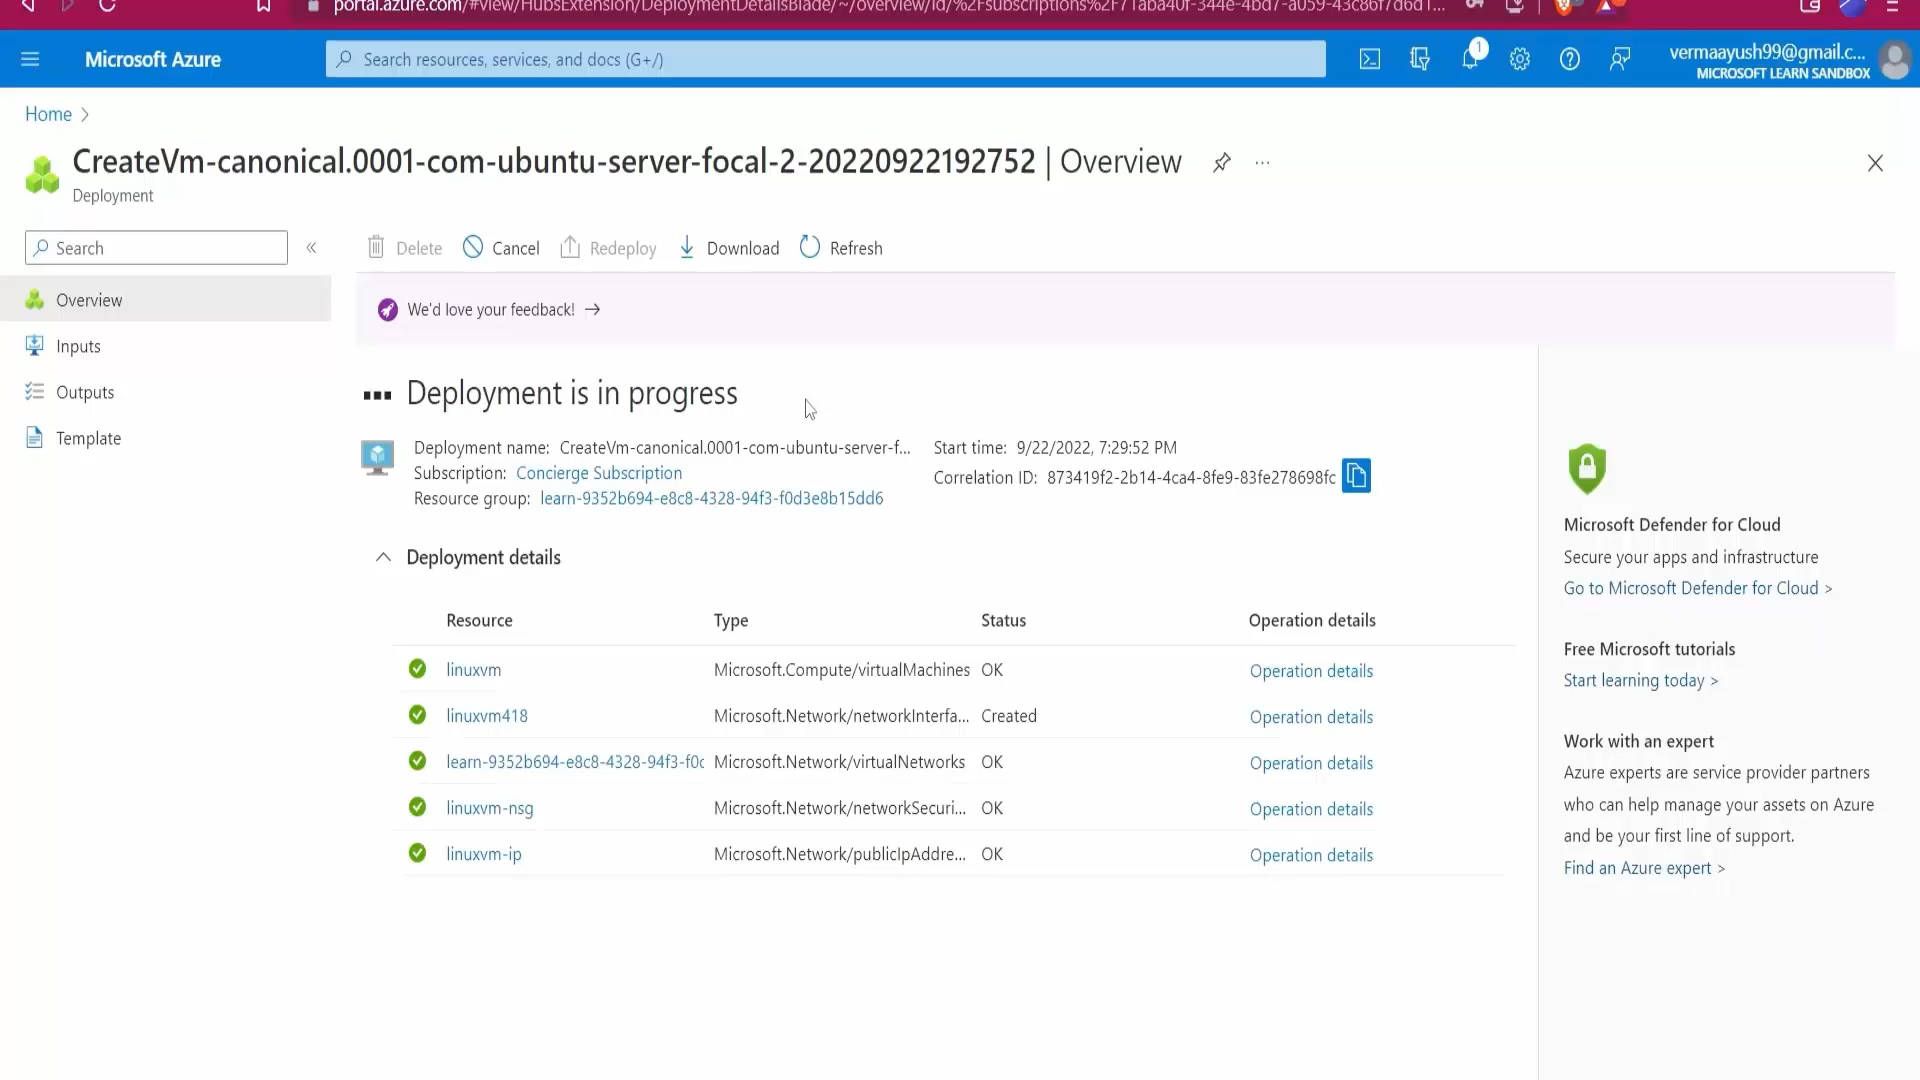 portal.azure.com/#view/HubsExtension/DeploymentDetailsBlade/~/overview/id/%2Fsubscriptions%2F71aba40f-344e-4bd7-a059-43c86f7d6d1...
Microsoft Azure
Search resources, services, and docs (G+/)
1
vermaayush99@gmail.c...
MICROSOFT LEARN SANDBOX
Home >
CreateVm-canonical.0001-com-ubuntu-server-focal-2-20220922192752 | Overview ...
Deployment
Search «
Delete Cancel Redeploy Download Refresh
Overview
Inputs
Outputs
Template
We'd love your feedback! →
Deployment is in progress
Deployment name: CreateVm-canonical.0001-com-ubuntu-server-f...
Subscription: Concierge Subscription
Resource group: learn-9352b694-e8c8-4328-94f3-f0d3e8b15dd6
Start time: 9/22/2022, 7:29:52 PM
Correlation ID: 873419f2-2b14-4ca4-8fe9-83fe278698fc
Deployment details
Resource Type Status Operation details
linuxvm Microsoft.Compute/virtualMachines OK Operation details
linuxvm418 Microsoft.Network/networkInterfa... Created Operation details
learn-9352b694-e8c8-4328-94f3-f0c Microsoft.Network/virtualNetworks OK Operation details
linuxvm-nsg Microsoft.Network/networkSecuri... OK Operation details
linuxvm-ip Microsoft.Network/publicIpAddre... OK Operation details
Microsoft Defender for Cloud
Secure your apps and infrastructure
Go to Microsoft Defender for Cloud >
Free Microsoft tutorials
Start learning today >
Work with an expert
Azure experts are service provider partners
who can help manage your assets on Azure
and be your first line of support.
Find an Azure expert >